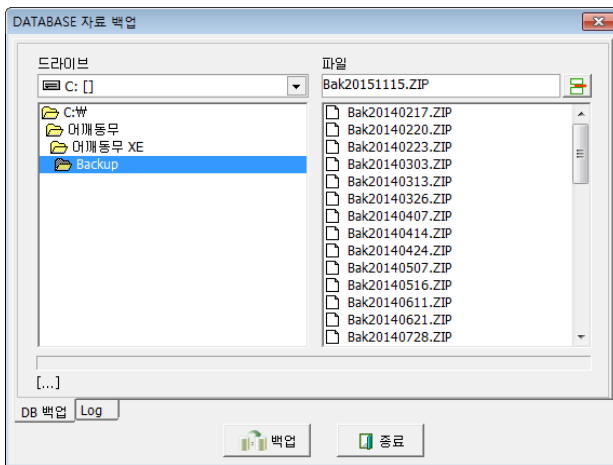 DATABASE 자료 백업
드라이브
C: []
C:₩
어깨동무
어깨동무 XE
Backup
파일
Bak20151115.ZIP
Bak20140217.ZIP
Bak20140220.ZIP
Bak20140223.ZIP
Bak20140303.ZIP
Bak20140313.ZIP
Bak20140326.ZIP
Bak20140407.ZIP
Bak20140414.ZIP
Bak20140424.ZIP
Bak20140507.ZIP
Bak20140516.ZIP
Bak20140611.ZIP
Bak20140621.ZIP
Bak20140728.ZIP
[...]
DB 백업 Log
백업 종료